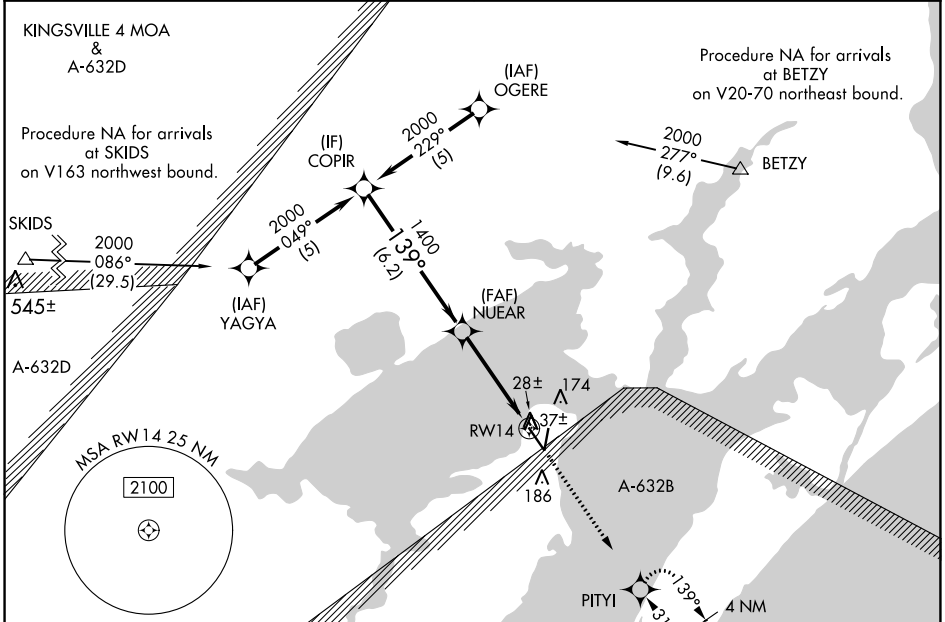 KINGSVILLE 4 MOA
&
A-632D
Procedure NA for arrivals
at SKIDS
on V163 northwest bound.
(IAF)
OGERE
Procedure NA for arrivals
at BETZY
on V20-70 northeast bound.
(IF)
COPIR
2000
229°
(5)
2000
277°
(9.6)
BETZY
SKIDS
2000
086°
(29.5)
545±
2000
049°
(5)
1400
139°
(6.2)
(IAF)
YAGYA
(FAF)
NUEAR
A-632D
28±
174
RW14
37±
186
A-632B
MSA RW14 25 NM
2100
PITYI
139°
4 NM